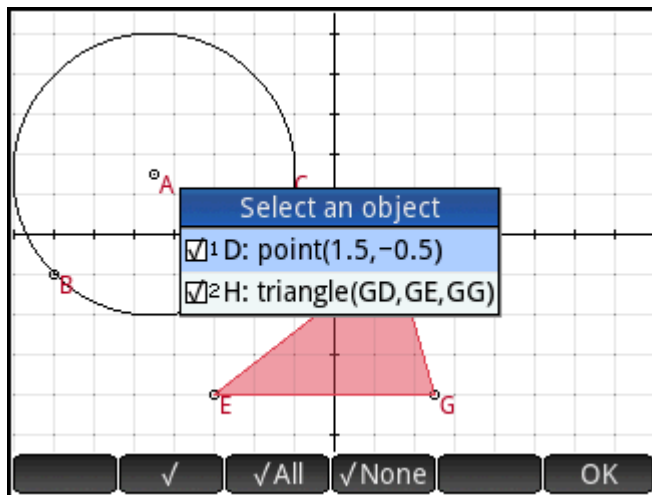 A
C
Select an object
1 D: point(1.5,−0.5)
2 H: triangle(GD,GE,GG)
B
E
G
√ √All √None OK